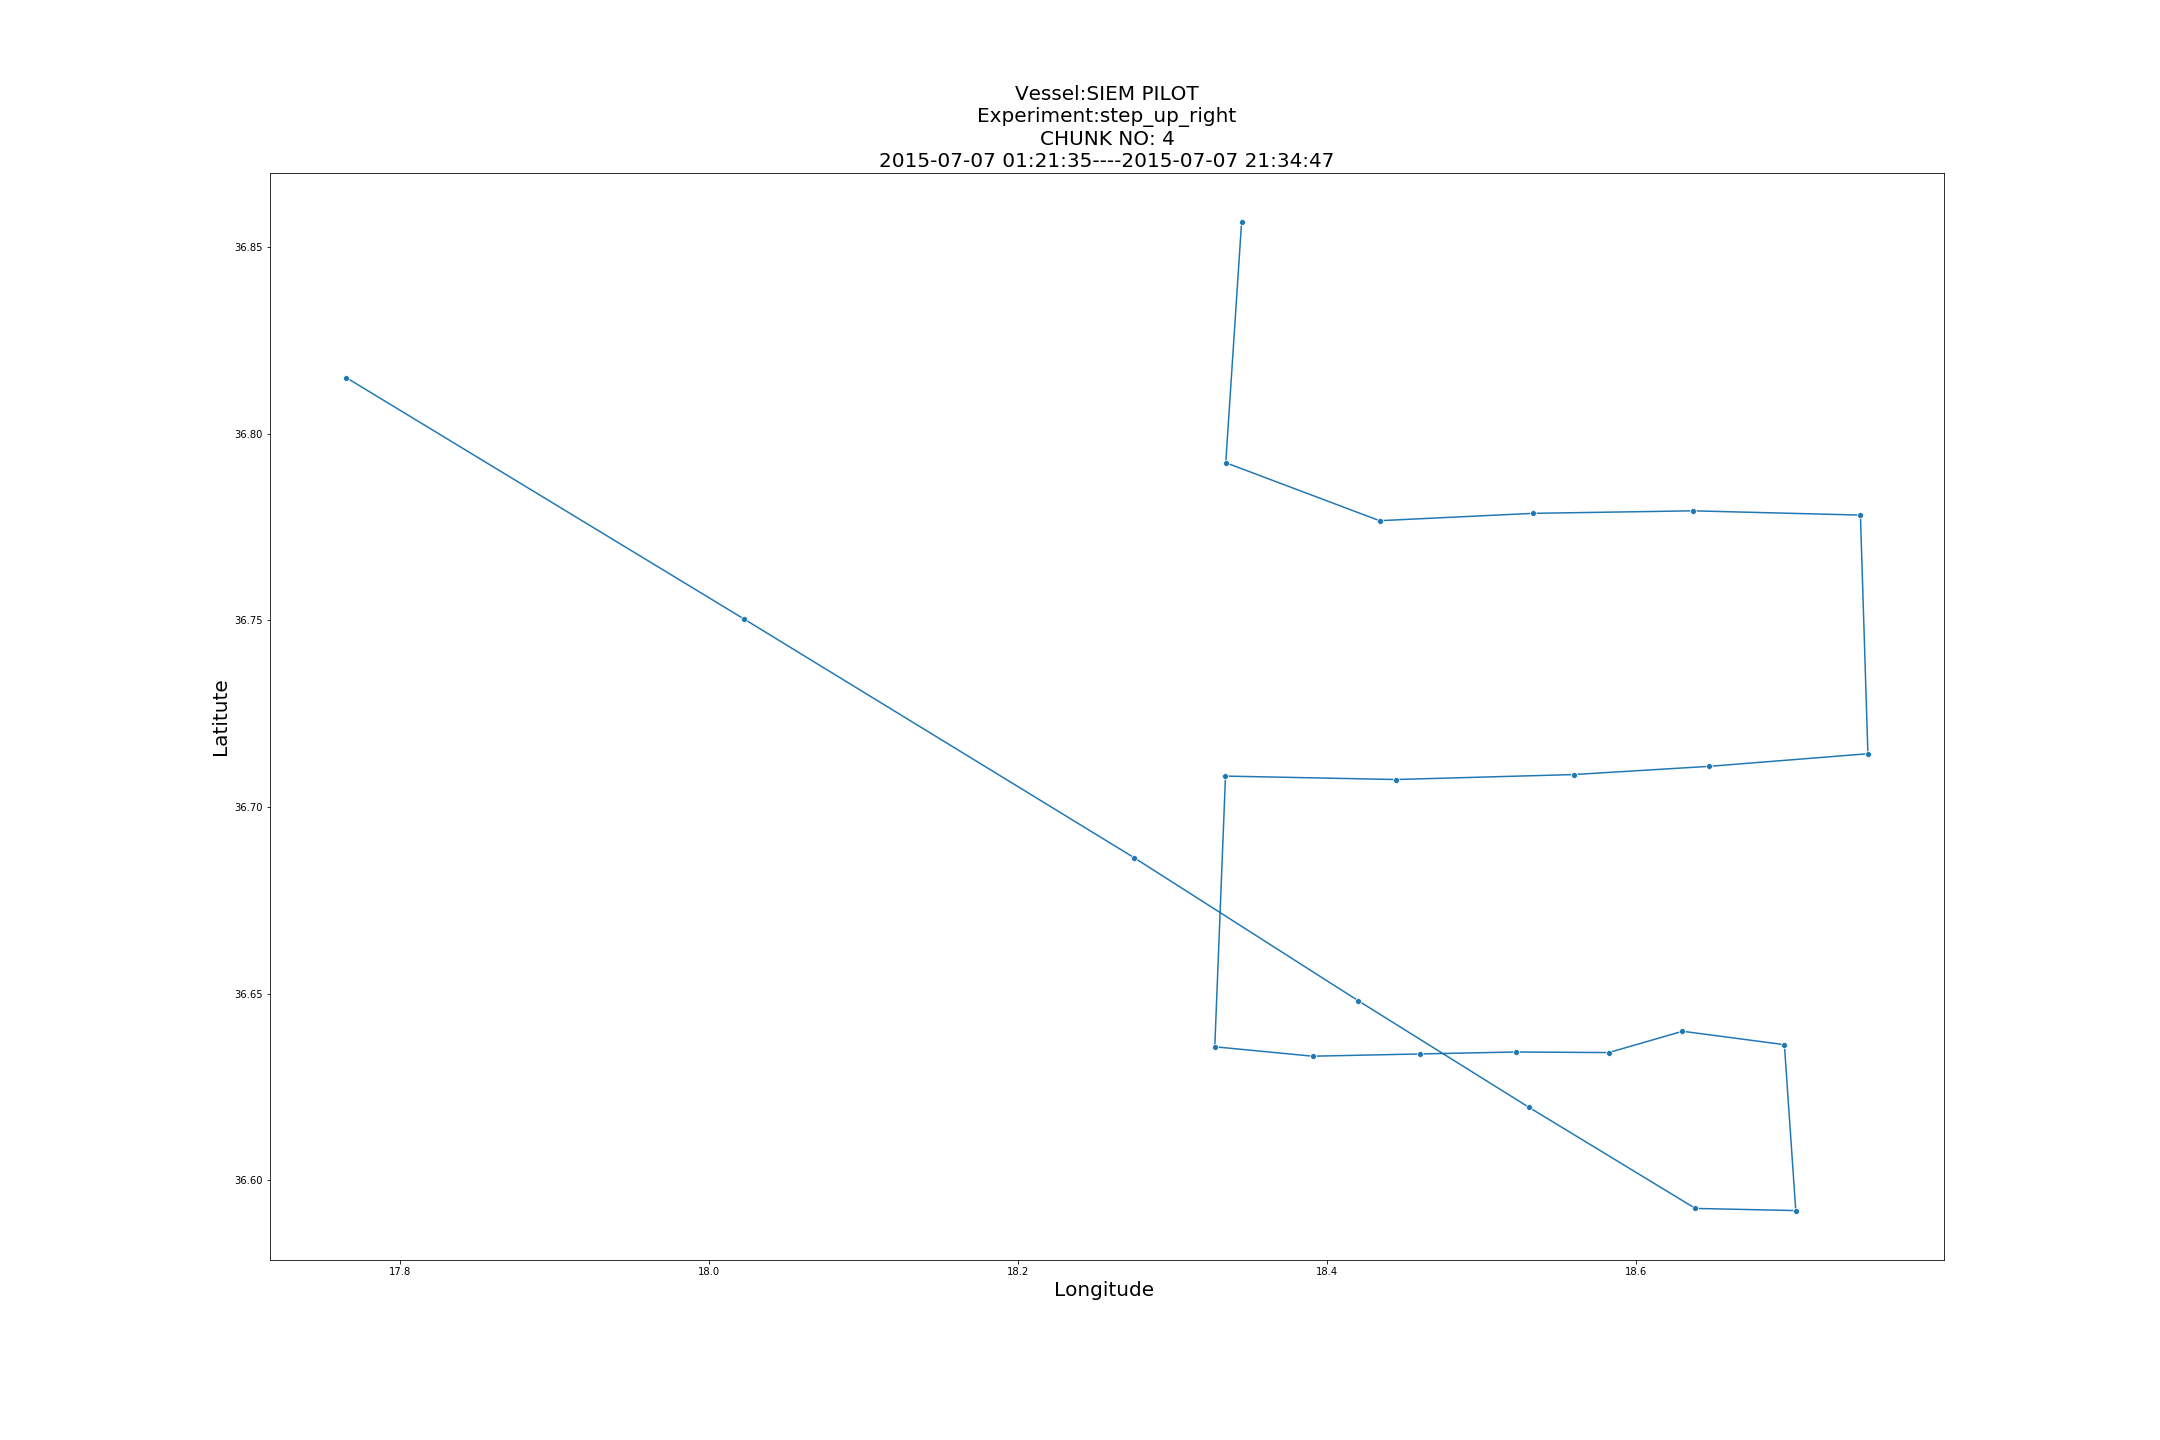 Vessel:SIEM PILOT
Experiment:step_up_right
CHUNK NO: 4
2015-07-07 01:21:35----2015-07-07 21:34:47
36.85
36.80
36.75
36.70
36.65
36.60
Latitute
17.8
18.0
18.2
18.4
18.6
Longitude